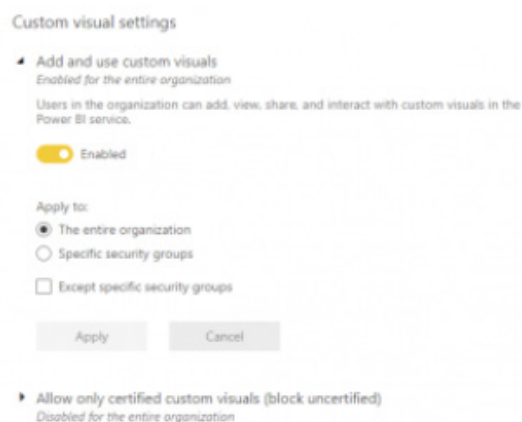 Custom visual settings
Add and use custom visuals
Enabled for the entire organization
Users in the organization can add, view, share, and interact with custom visuals in the
Power BI service.
Enabled
Apply to:
The entire organization
Specific security groups
Except specific security groups
Apply Cancel
Allow only certified custom visuals (block uncertified)
Disabled for the entire organization